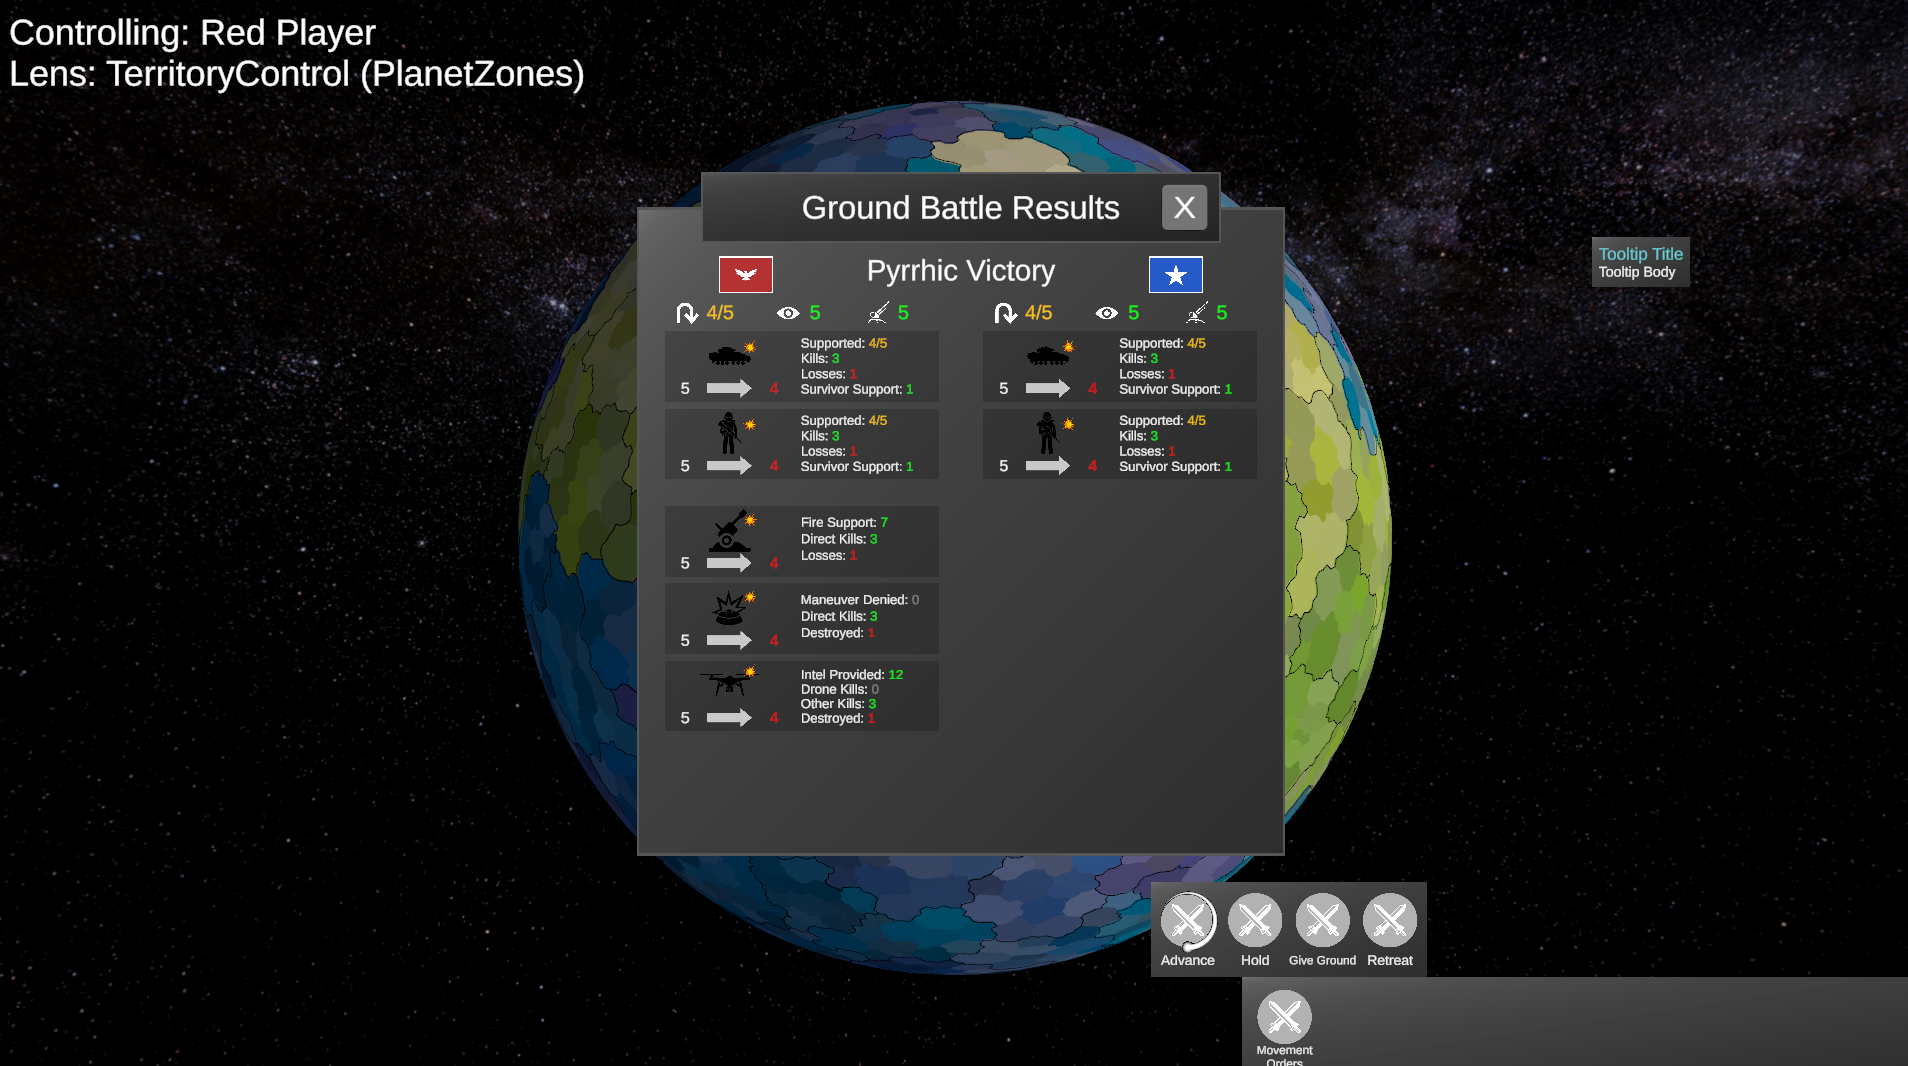 Controlling: Red Player
Lens: TerritoryControl (PlanetZones)
Ground Battle Results
X
Pyrrhic Victory
4/5 5 5
4/5 5 5
Supported: 4/5
Kills: 3
Losses: 1
5 4 Survivor Support: 1
Supported: 4/5
Kills: 3
Losses: 1
5 4 Survivor Support: 1
Supported: 4/5
Kills: 3
Losses: 1
5 4 Survivor Support: 1
Supported: 4/5
Kills: 3
Losses: 1
5 4 Survivor Support: 1
Fire Support: 7
Direct Kills: 3
Losses: 1
5 4
Maneuver Denied: 0
Direct Kills: 3
Destroyed: 1
5 4
Intel Provided: 12
Drone Kills: 0
Other Kills: 3
Destroyed: 1
5 4
Tooltip Title
Tooltip Body
Advance
Hold
Give Ground
Retreat
Movement
Orders